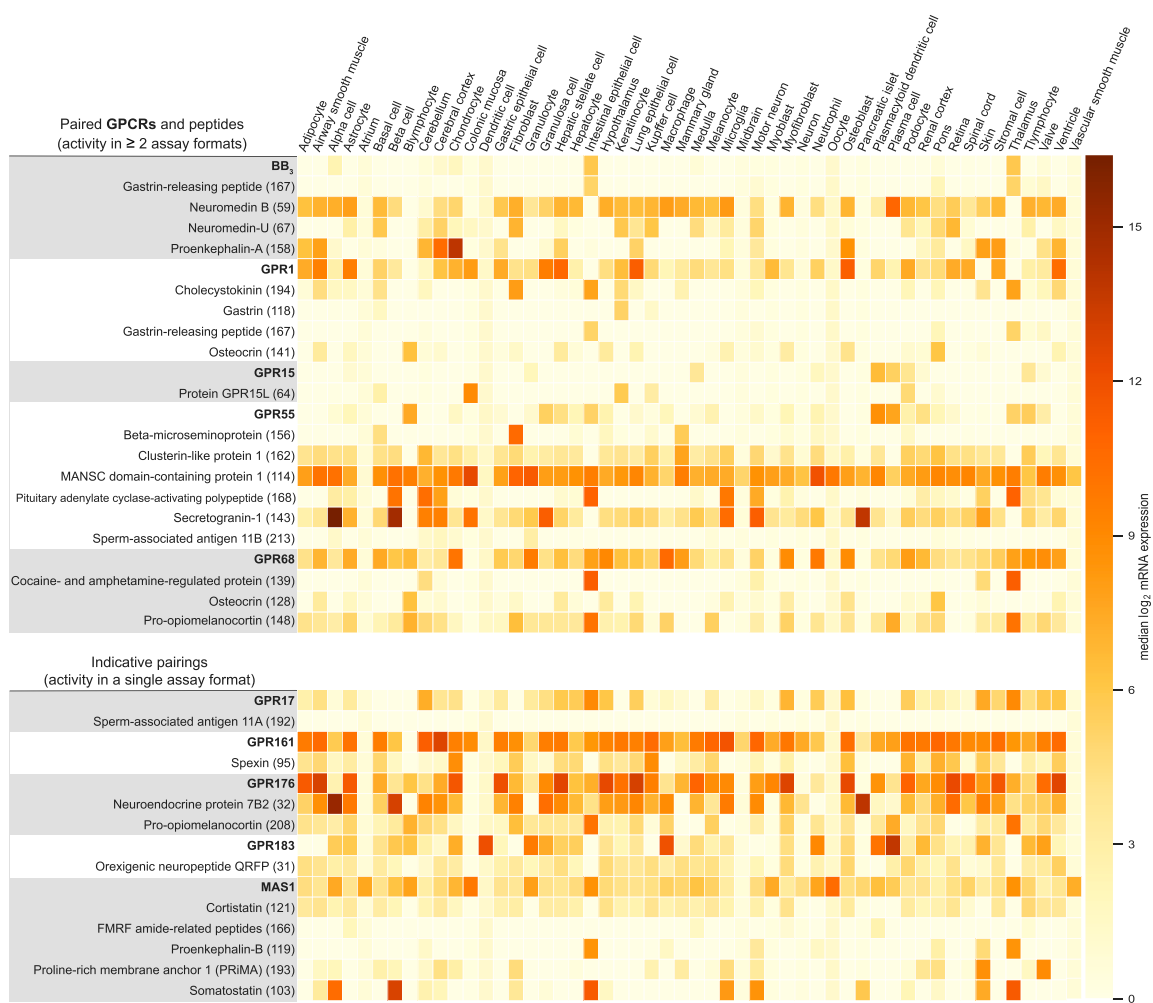 Adipocyte
Airway smooth muscle
Alpha cell
Astrocyte
Atrium
Basal cell
Beta cell
Blymphocyte
Cerebellum
Cerebral cortex
Chondrocyte
Colonic mucosa
Dendritic cell
Gastric epithelial cell
Fibroblast
Granulocyte
Granulosa cell
Hepatic stellate cell
Hepatocyte
Intestinal epithelial cell
Hypothalamus
Keratinocyte
Lung epithelial cell
Kupffer cell
Macrophage
Mammary gland
Medulla
Melanocyte
Microglia
Midbrain
Motor neuron
Myoblast
Myofibroblast
Neuron
Neutrophil
Oocyte
Osteoblast
Pancreatic islet
Plasmacytoid dendritic cell
Plasma cell
Podocyte
Renal cortex
Pons
Retina
Spinal cord
Skin
Stromal cell
Thalamus
Tlymphocyte
Valve
Ventricle
Vascular smooth muscle
Paired GPCRs and peptides
(activity in ≥ 2 assay formats)
BB3
Gastrin-releasing peptide (167)
Neuromedin B (59)
Neuromedin-U (67)
Proenkephalin-A (158)
GPR1
Cholecystokinin (194)
Gastrin (118)
Gastrin-releasing peptide (167)
Osteocrin (141)
GPR15
Protein GPR15L (64)
GPR55
Beta-microseminoprotein (156)
Clusterin-like protein 1 (162)
MANSC domain-containing protein 1 (114)
Pituitary adenylate cyclase-activating polypeptide (168)
Secretogranin-1 (143)
Sperm-associated antigen 11B (213)
GPR68
Cocaine- and amphetamine-regulated protein (139)
Osteocrin (128)
Pro-opiomelanocortin (148)
Indicative pairings
(activity in a single assay format)
GPR17
Sperm-associated antigen 11A (192)
GPR161
Spexin (95)
GPR176
Neuroendocrine protein 7B2 (32)
Pro-opiomelanocortin (208)
GPR183
Orexigenic neuropeptide QRFP (31)
MAS1
Cortistatin (121)
FMRF amide-related peptides (166)
Proenkephalin-B (119)
Proline-rich membrane anchor 1 (PRiMA) (193)
Somatostatin (103)
15
12
9
6
3
0
median log2 mRNA expression